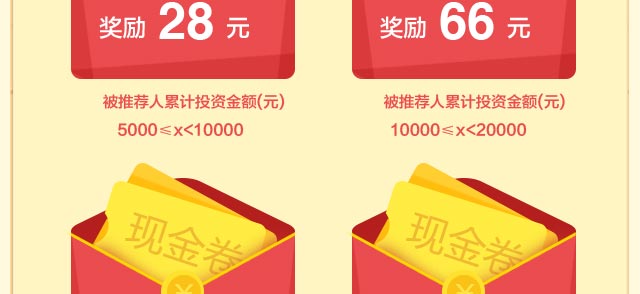 奖励 28 元
奖励 66 元
被推荐人累计投资金额(元)
5000≤x<10000
被推荐人累计投资金额(元)
10000≤x<20000
现金券
现金券
¥
¥